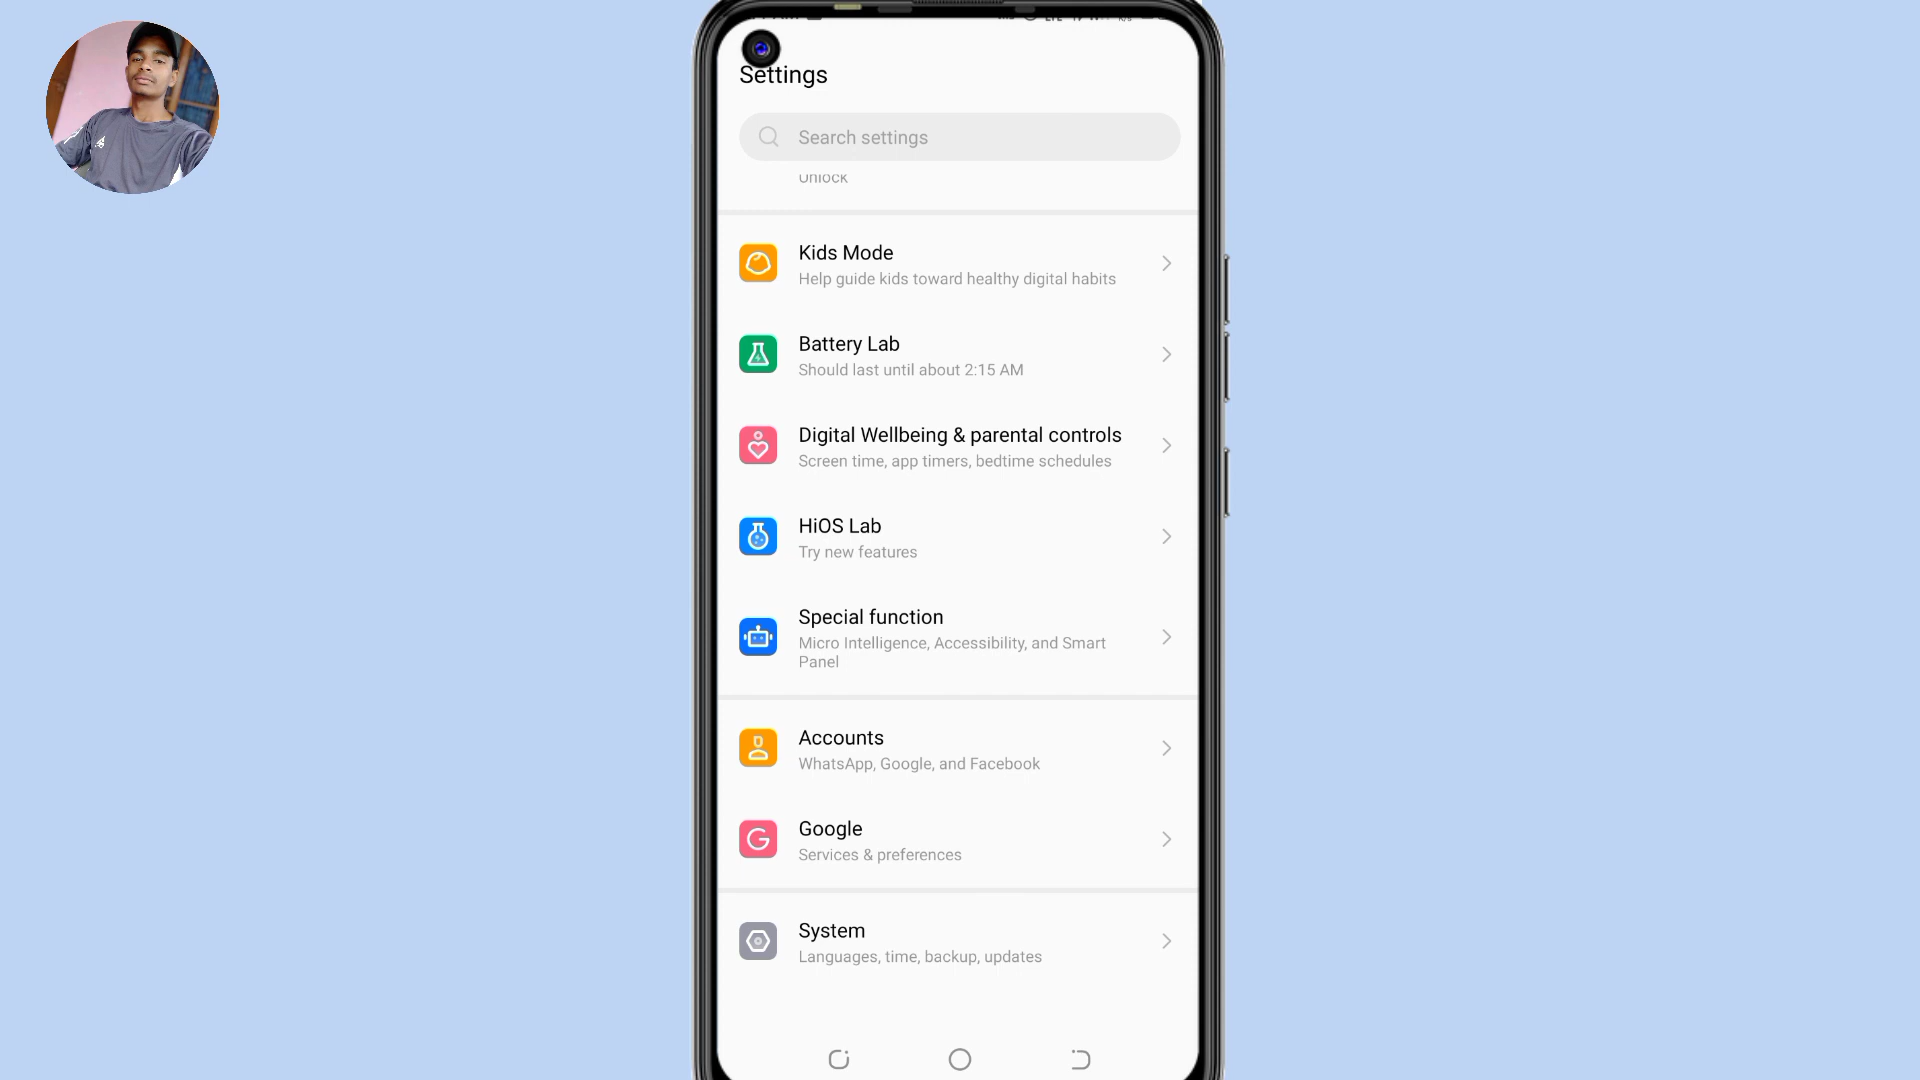 Settings
Search settings
Unlock
Kids Mode
Help guide kids toward healthy digital habits
Battery Lab
Should last until about 2:15 AM
Digital Wellbeing & parental controls
Screen time, app timers, bedtime schedules
HiOS Lab
Try new features
Special function
Micro Intelligence, Accessibility, and Smart
Panel
Accounts
WhatsApp, Google, and Facebook
Google
Services & preferences
System
Languages, time, backup, updates